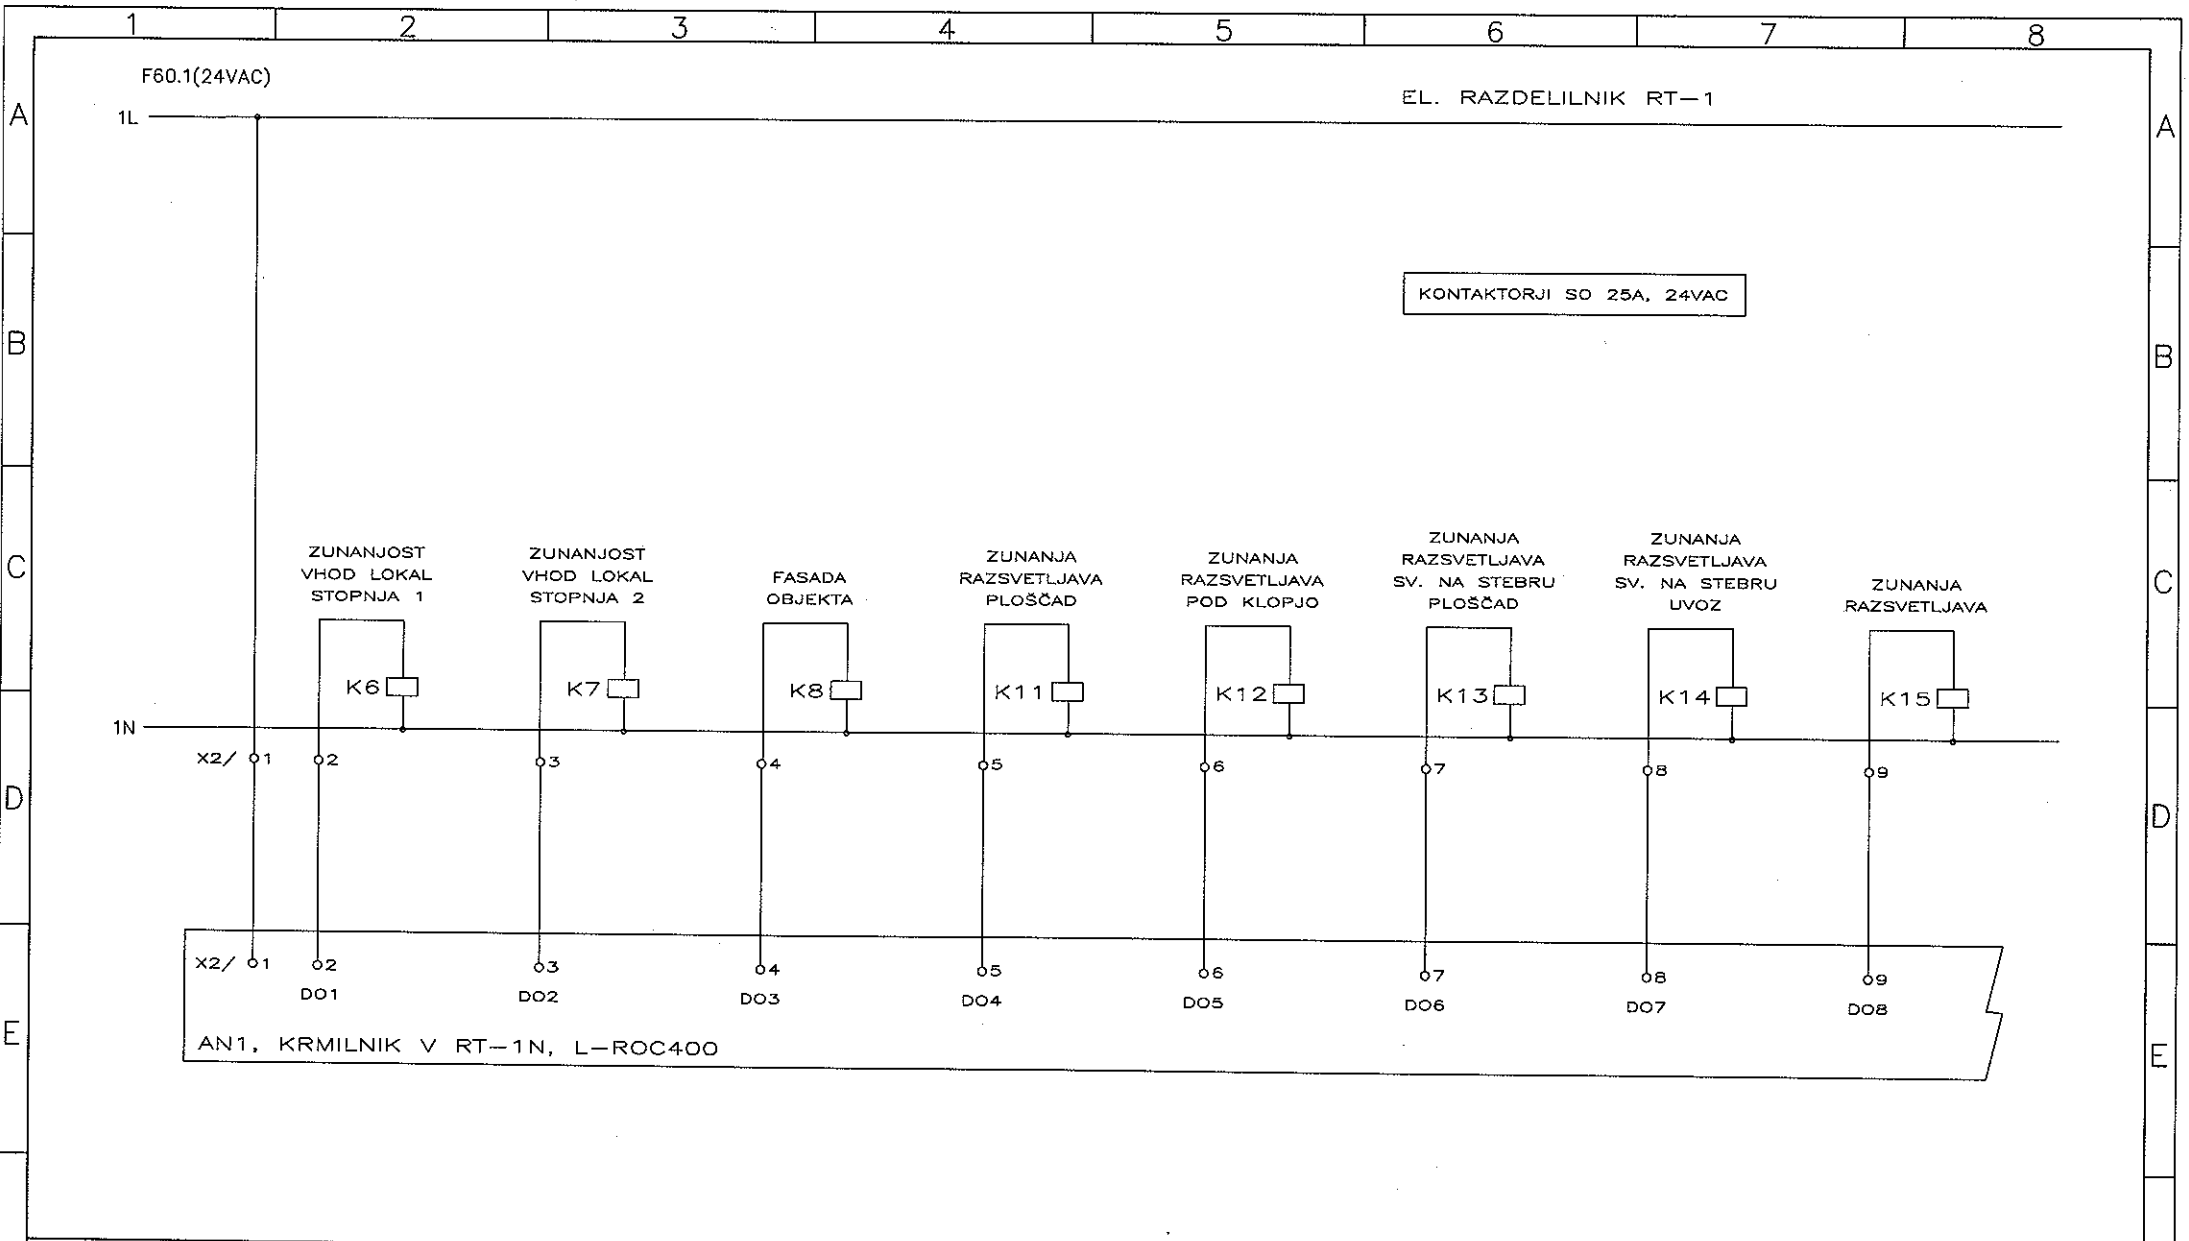 1 2 3 4 5 6 7 8
F60.1(24VAC)
EL. RAZDELILNIK RT-1
A
1L
A
KONTAKTORJI SO 25A, 24VAC
B
B
ZUNANJOST
VHOD LOKAL
STOPNJA 1
ZUNANJOST
VHOD LOKAL
STOPNJA 2
FASADA
OBJEKTA
ZUNANJA
RAZSVETLJAVA
PLOŠČAD
ZUNANJA
RAZSVETLJAVA
POD KLOPJO
ZUNANJA
RAZSVETLJAVA
SV. NA STEBRU
PLOŠČAD
ZUNANJA
RAZSVETLJAVA
SV. NA STEBRU
UVOZ
ZUNANJA
RAZSVETLJAVA
C
C
K6 K7 K8 K11 K12 K13 K14 K15
1N
X2/ 1 2 3 4 5 6 7 8 9
D
D
X2/ 1 2 3 4 5 6 7 8 9
DO1 DO2 DO3 DO4 DO5 DO6 DO7 DO8
E
AN1, KRMILNIK V RT-1N, L-ROC400
E